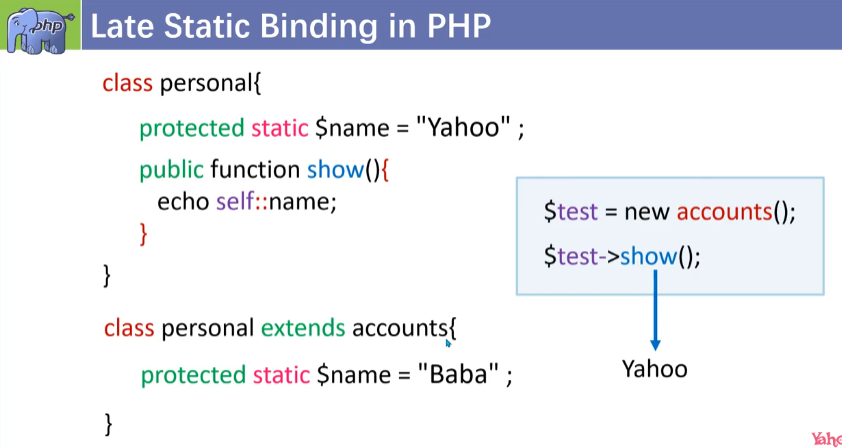 php
Late Static Binding in PHP
class personal{
protected static $name = "Yahoo" ;
public function show(){
echo self::name;
}
}
class personal extends accounts{
protected static $name = "Baba" ;
}
$test = new accounts();
$test->show();
Yahoo